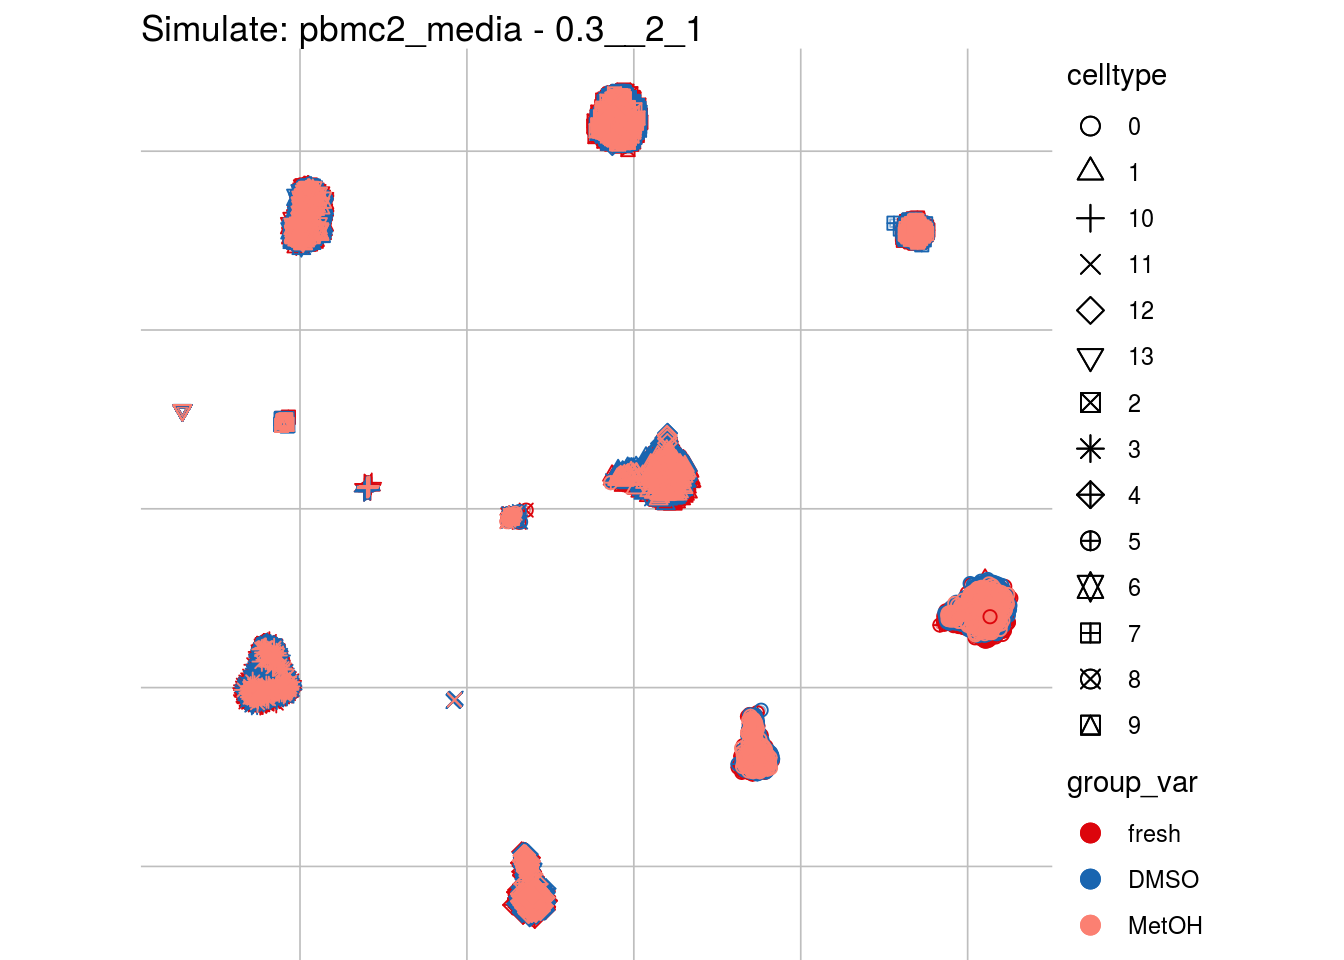 Simulate: pbmc2_media - 0.3__2_1
celltype
0
1
10
11
12
13
2
3
4
5
6
7
8
9
group_var
fresh
DMSO
MetOH